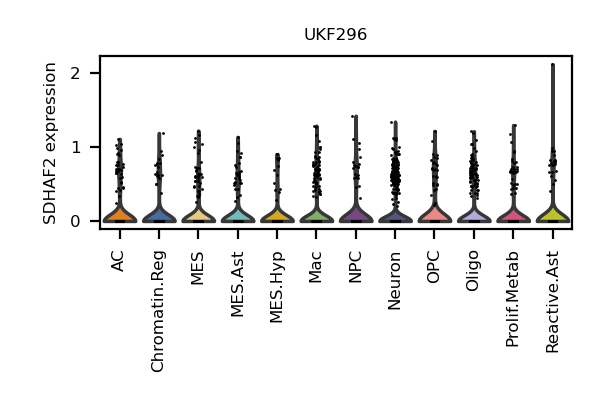 UKF296
SDHAF2 expression
2
1
0
AC
Chromatin.Reg
MES
MES.Ast
MES.Hyp
Mac
NPC
Neuron
OPC
Oligo
Prolif.Metab
Reactive.Ast